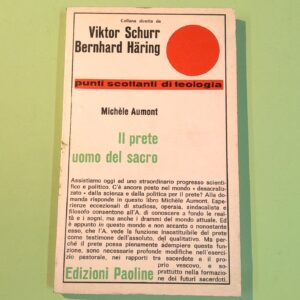 Collana diretta da
Viktor Schurr
Bernhard Häring
punti scottanti di teologia
Michèle Aumont
Il prete
uomo del sacro
Assistiamo oggi ad uno straordinario progresso scienti-
fico e politico. C'è ancora posto nel mondo « desacraliz-
zato » dalla scienza e dalla politica per il prete? Alla do-
manda risponde in questo libro Michèle Aumont. Espe-
rienze eccezionali di studiosa, operaia, sindacalista e
filosofo consentono all'A. di conoscere a fondo le real-
tà e i sogni, ma anche i drammi del mondo attuale. Ed
è appunto in questo mondo e non accanto o nonostante
esso, che l'A. vede la funzione insostituibile del prete
come testimone dell'assoluto, del qualitativo. Ma per-
ché il prete possa pienamente adempiere questa fun-
zione, sono necessarie profonde modifiche nell'eserci-
zio pastorale, nei rapporti tra sacerdote e il pro-
prio vescovo, e so-
prattutto nella formazio-
ne dei futuri sacerdoti.
Edizioni Paoline